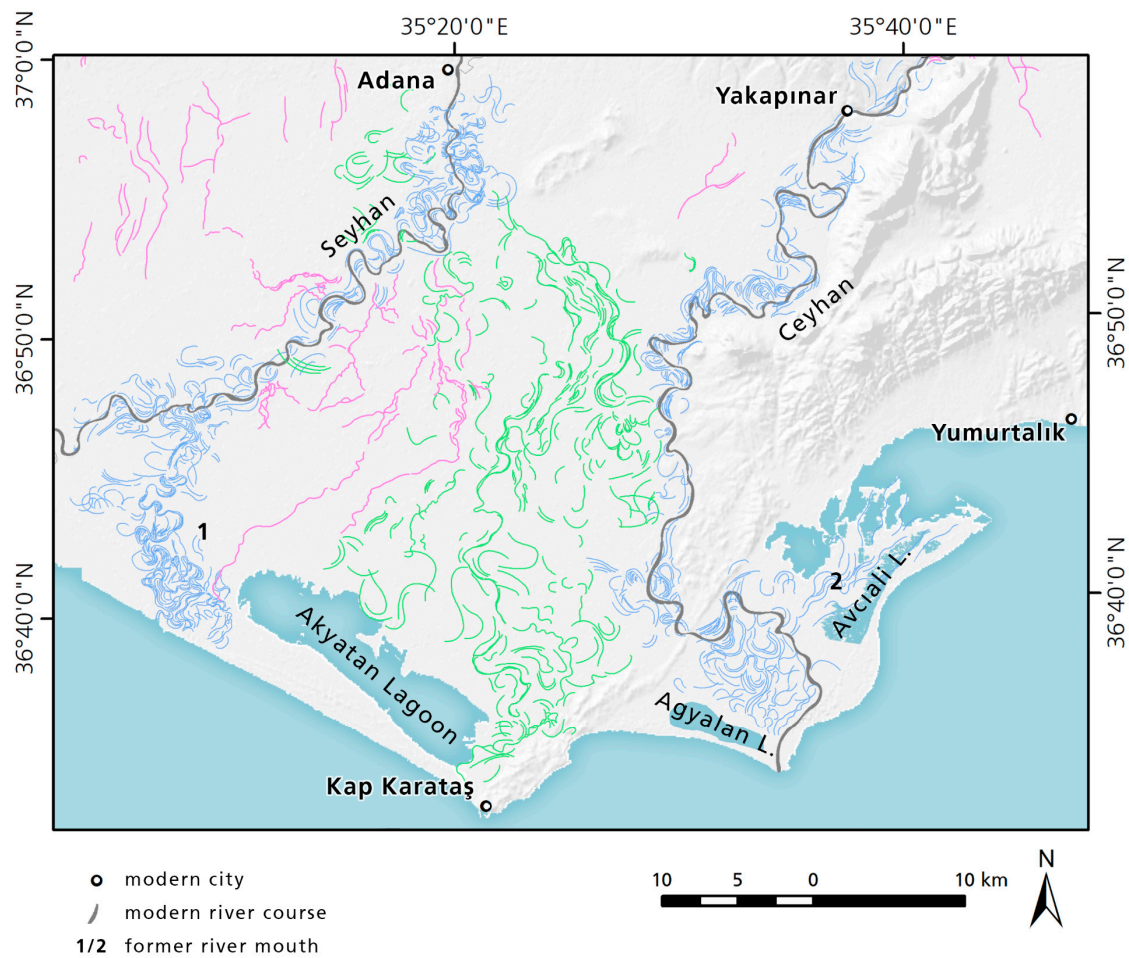 35°20'0"E
35°40'0"E
37°0'0"N
Adana
Yakapınar
Seyhan
Ceyhan
36°50'0"N
36°50'0"N
Yumurtalık
1
2
Avcıali L.
36°40'0"N
36°40'0"N
Akyatan Lagoon
Agyalan L.
Kap Karataş
modern city
modern river course
1/2 former river mouth
10 5 0 10 km
N